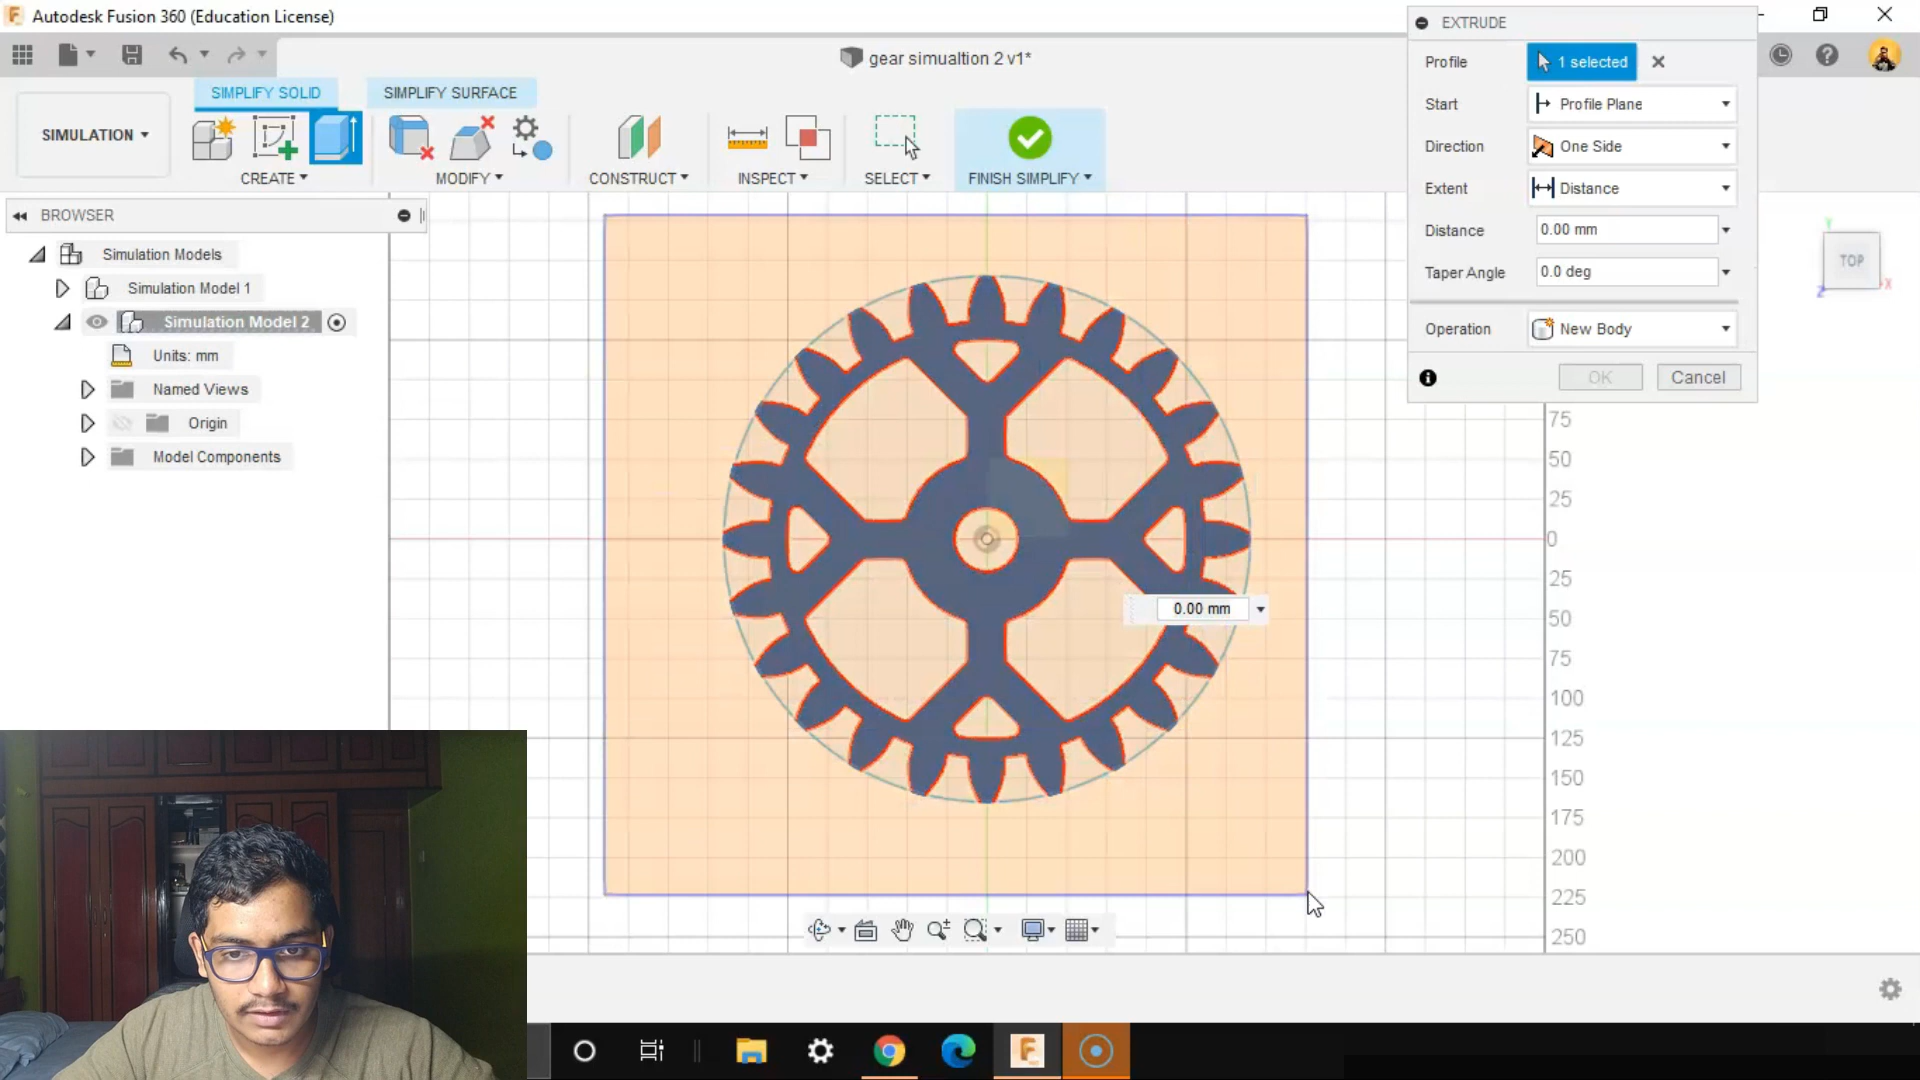 Autodesk Fusion 360 (Education License)
gear simualtion 2 v1*
SIMULATION
SIMPLIFY SOLID
SIMPLIFY SURFACE
CREATE
MODIFY
CONSTRUCT
INSPECT
SELECT
FINISH SIMPLIFY
BROWSER
Simulation Models
Simulation Model 1
Simulation Model 2
Units: mm
Named Views
Origin
Model Components
EXTRUDE
Profile
1 selected
Start
Profile Plane
Direction
One Side
Extent
Distance
Distance
0.00 mm
Taper Angle
0.0 deg
Operation
New Body
OK
Cancel
TOP
Y
X
Z
0.00 mm
75
50
25
0
25
50
75
100
125
150
175
200
225
250